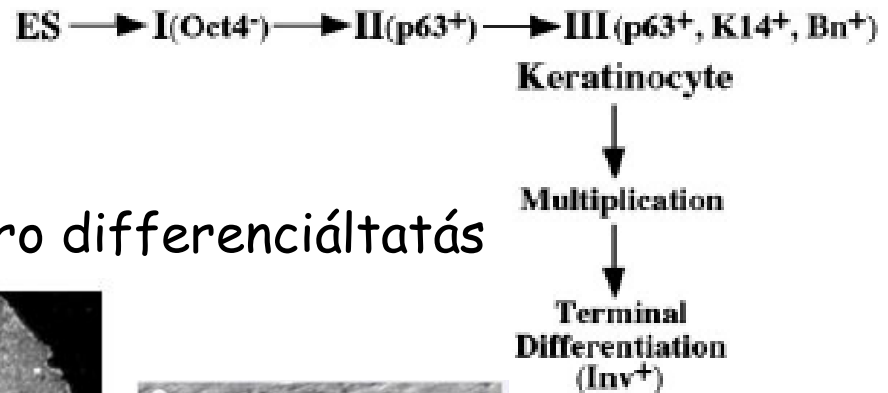 ES → I(Oct4-) → II(p63+) → III(p63+, K14+, Bn+)
Keratinocyte
Multiplication
ro differenciáltatás
Terminal
Differentiation
(Inv+)